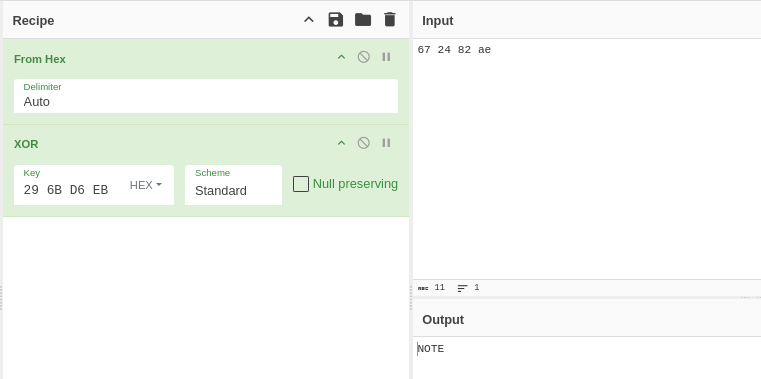 Recipe
From Hex
Delimiter
Auto
XOR
Key
29 6B D6 EB
HEX
Scheme
Standard
Null preserving
Input
67 24 82 ae
ABC 11
1
Output
NOTE